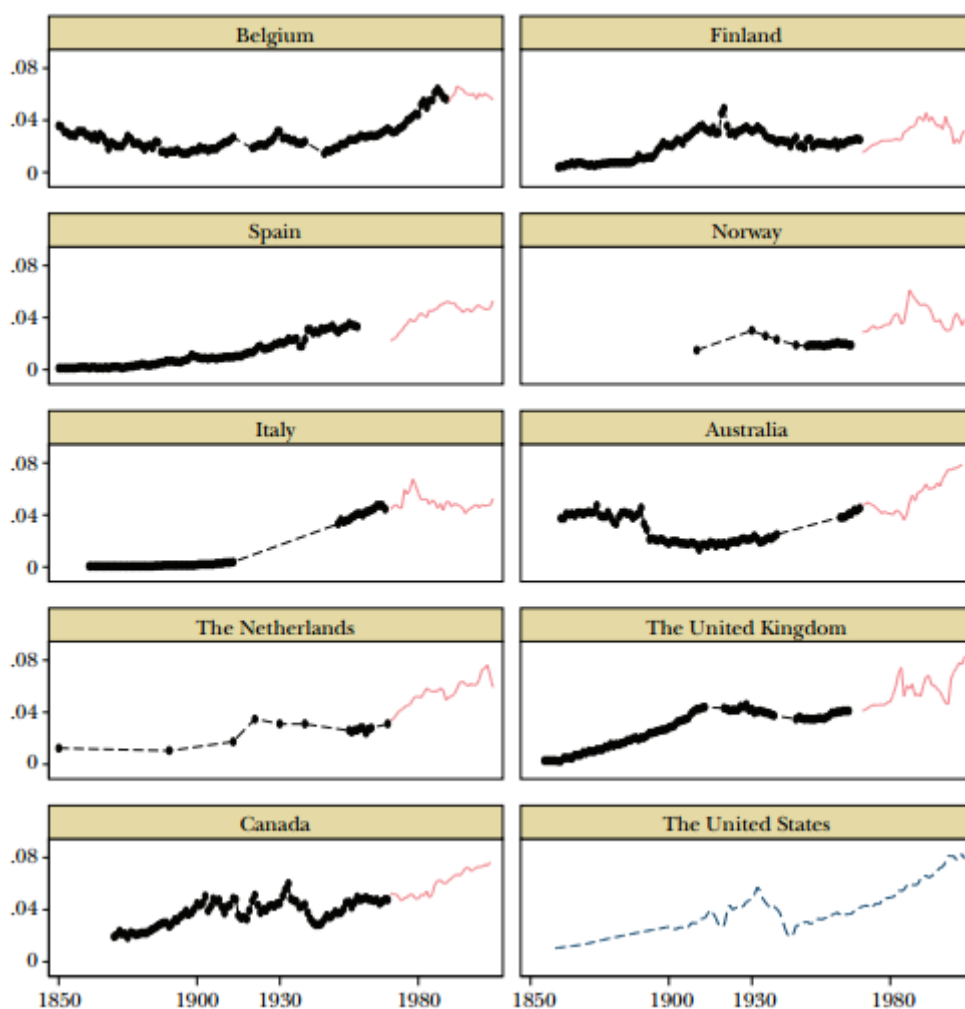 Belgium Finland
.08
.04
0
Spain Norway
.08
.04
0
Italy Australia
.08
.04
0
The Netherlands The United Kingdom
.08
.04
0
Canada The United States
.08
.04
0
1850 1900 1930 1980 1850 1900 1930 1980